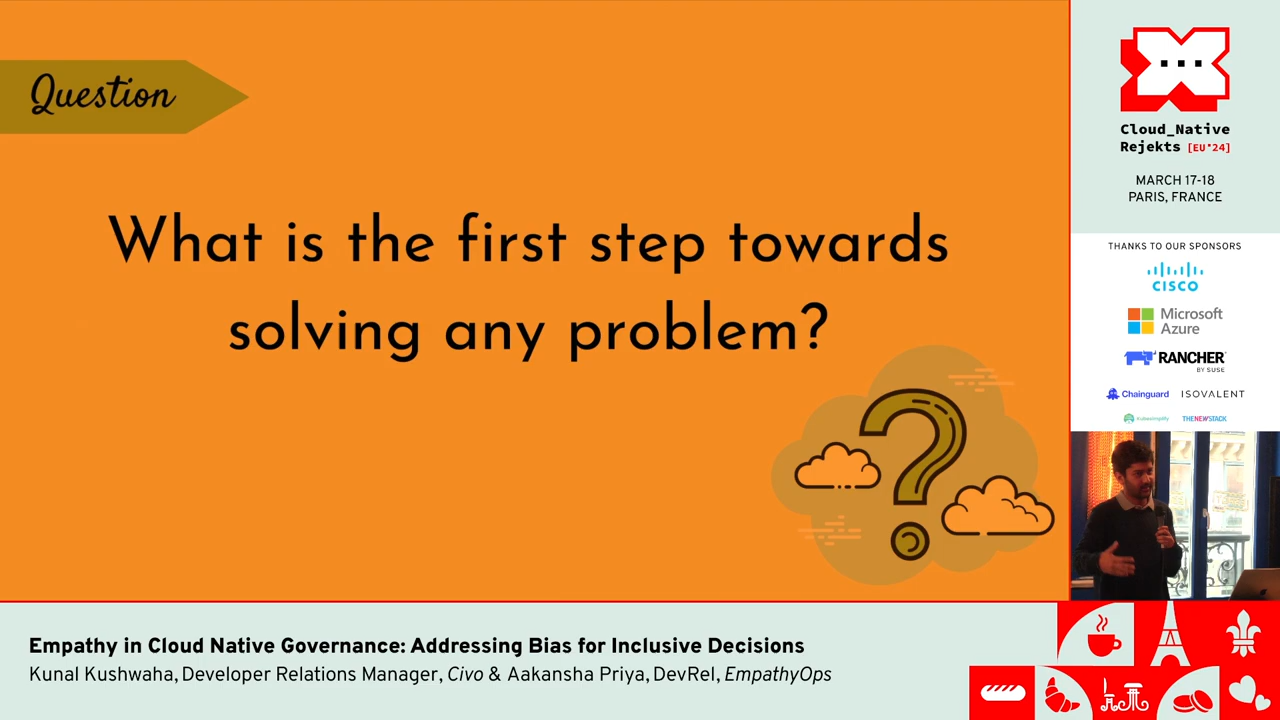 Question
What is the first step towards
solving any problem?
Cloud_Native
Rejekts [EU'24]
MARCH 17-18
PARIS, FRANCE
THANKS TO OUR SPONSORS
CISCO
Microsoft
Azure
RANCHER
BY SUSE
Chainguard ISOVALENT
THENEWSTACK
Empathy in Cloud Native Governance: Addressing Bias for Inclusive Decisions
Kunal Kushwaha, Developer Relations Manager, Civo & Aakansha Priya, DevRel, EmpathyOps